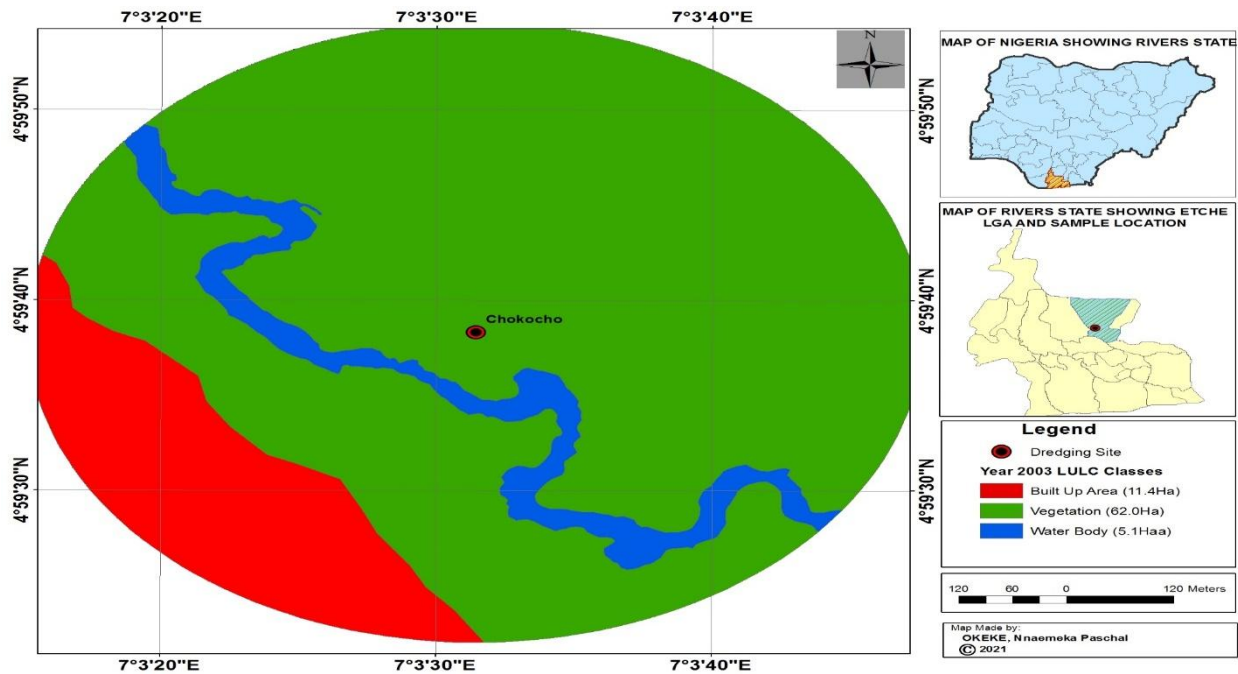 7°3'20"E 7°3'30"E 7°3'40"E
4°59'50"N
4°59'40"N
4°59'30"N
N
Chokocho
4°59'50"N
4°59'40"N
4°59'30"N
7°3'20"E 7°3'30"E 7°3'40"E
MAP OF NIGERIA SHOWING RIVERS STATE
MAP OF RIVERS STATE SHOWING ETCHE
LGA AND SAMPLE LOCATION
Legend
Dredging Site
Year 2003 LULC Classes
Built Up Area (11.4Ha)
Vegetation (62.0Ha)
Water Body (5.1Haa)
120 60 0 120 Meters
Map Made by:
OKEKE, Nnaemeka Paschal
© 2021